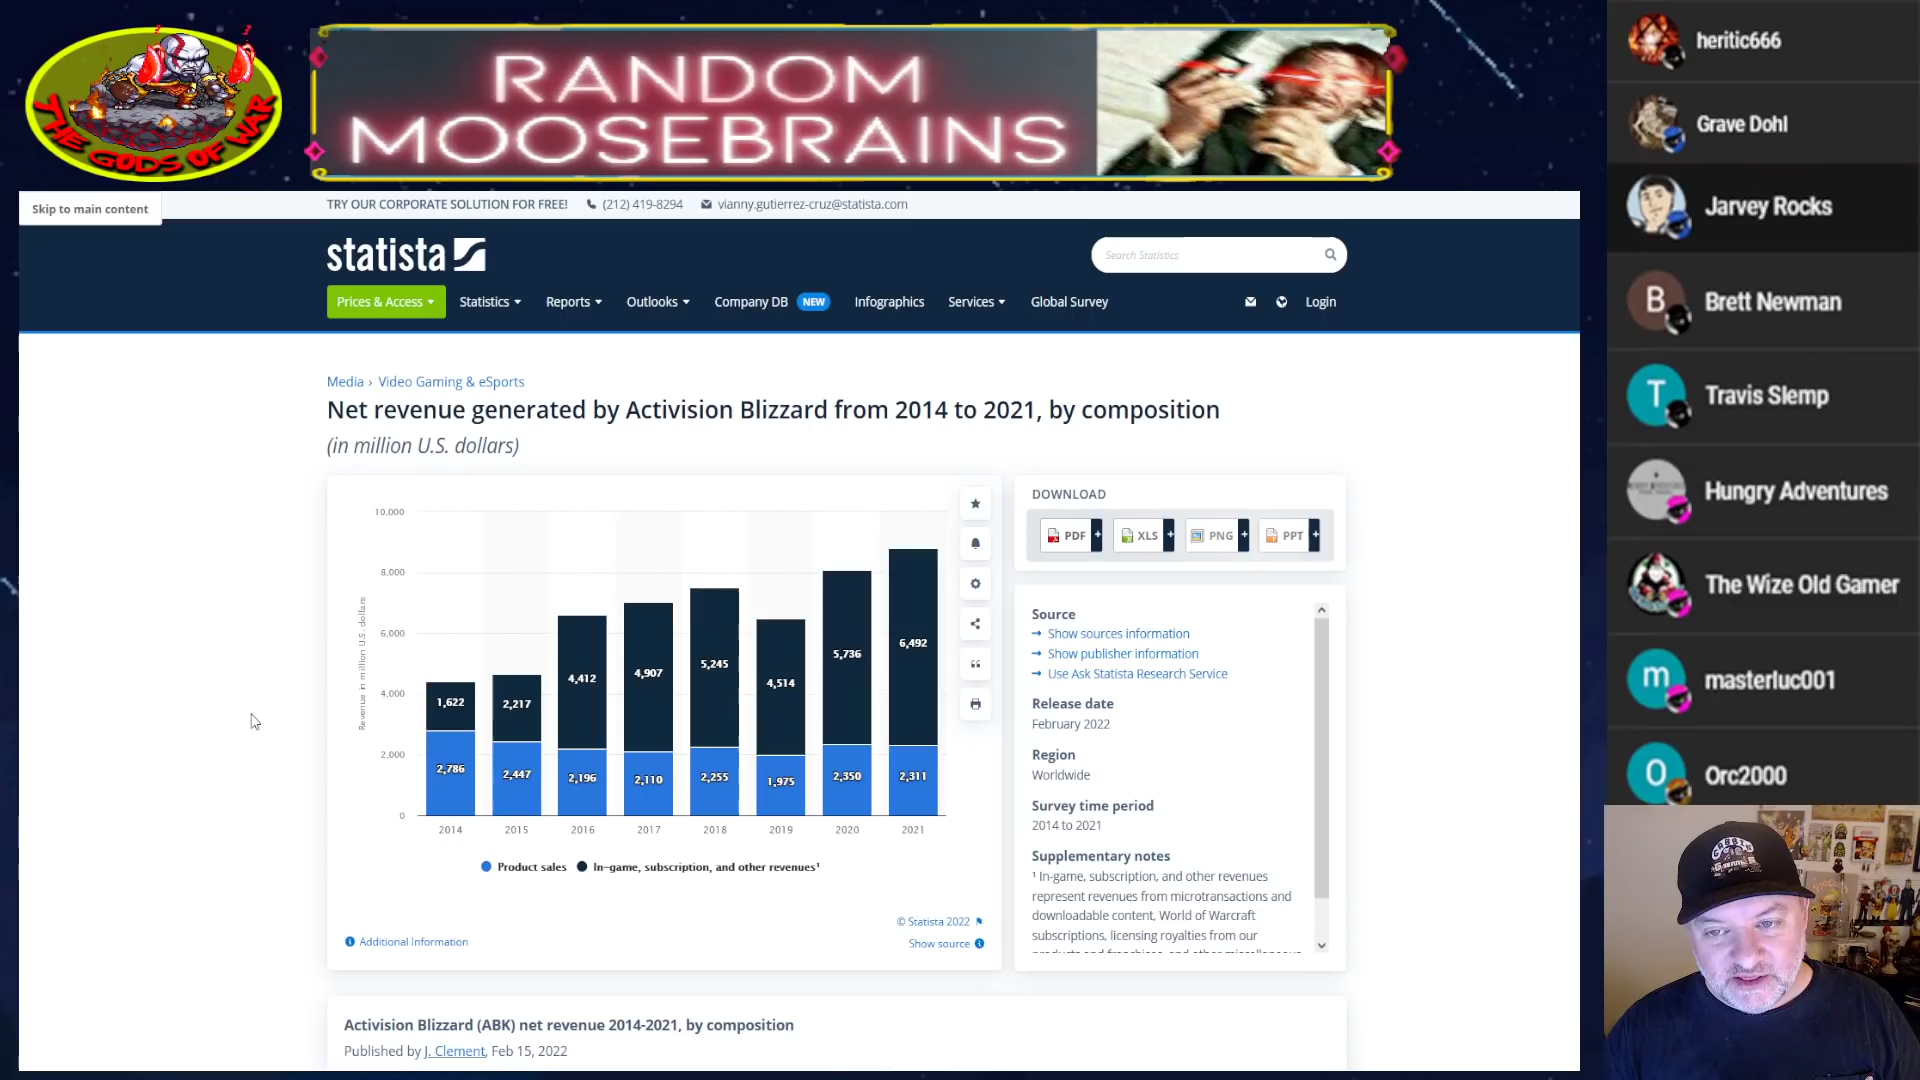 THE GODS OF WAR
RANDOM
MOOSEBRAINS
Skip to main content
TRY OUR CORPORATE SOLUTION FOR FREE!
(212) 419-8294
vianny.gutierrez-cruz@statista.com
statista
Search Statistics
Prices & Access
Statistics
Reports
Outlooks
Company DB
NEW
Infographics
Services
Global Survey
Login
Media › Video Gaming & eSports
Net revenue generated by Activision Blizzard from 2014 to 2021, by composition
(in million U.S. dollars)
Revenue in million U.S. dollars
10,000
8,000
6,000
4,000
2,000
0
1,622
2,217
4,412
4,907
5,245
4,514
5,736
6,492
2,786
2,447
2,196
2,110
2,255
1,975
2,350
2,311
2014
2015
2016
2017
2018
2019
2020
2021
Product sales
In-game, subscription, and other revenues¹
© Statista 2022
Additional Information
Show source
DOWNLOAD
PDF +
XLS +
PNG +
PPT +
Source
→ Show sources information
→ Show publisher information
→ Use Ask Statista Research Service
Release date
February 2022
Region
Worldwide
Survey time period
2014 to 2021
Supplementary notes
¹ In-game, subscription, and other revenues
represent revenues from microtransactions and
downloadable content, World of Warcraft
subscriptions, licensing royalties from our
Activision Blizzard (ABK) net revenue 2014-2021, by composition
Published by J. Clement, Feb 15, 2022
heritic666
Grave Dohl
Jarvey Rocks
B
Brett Newman
T
Travis Slemp
Hungry Adventures
The Wize Old Gamer
m
masterluc001
O
Orc2000